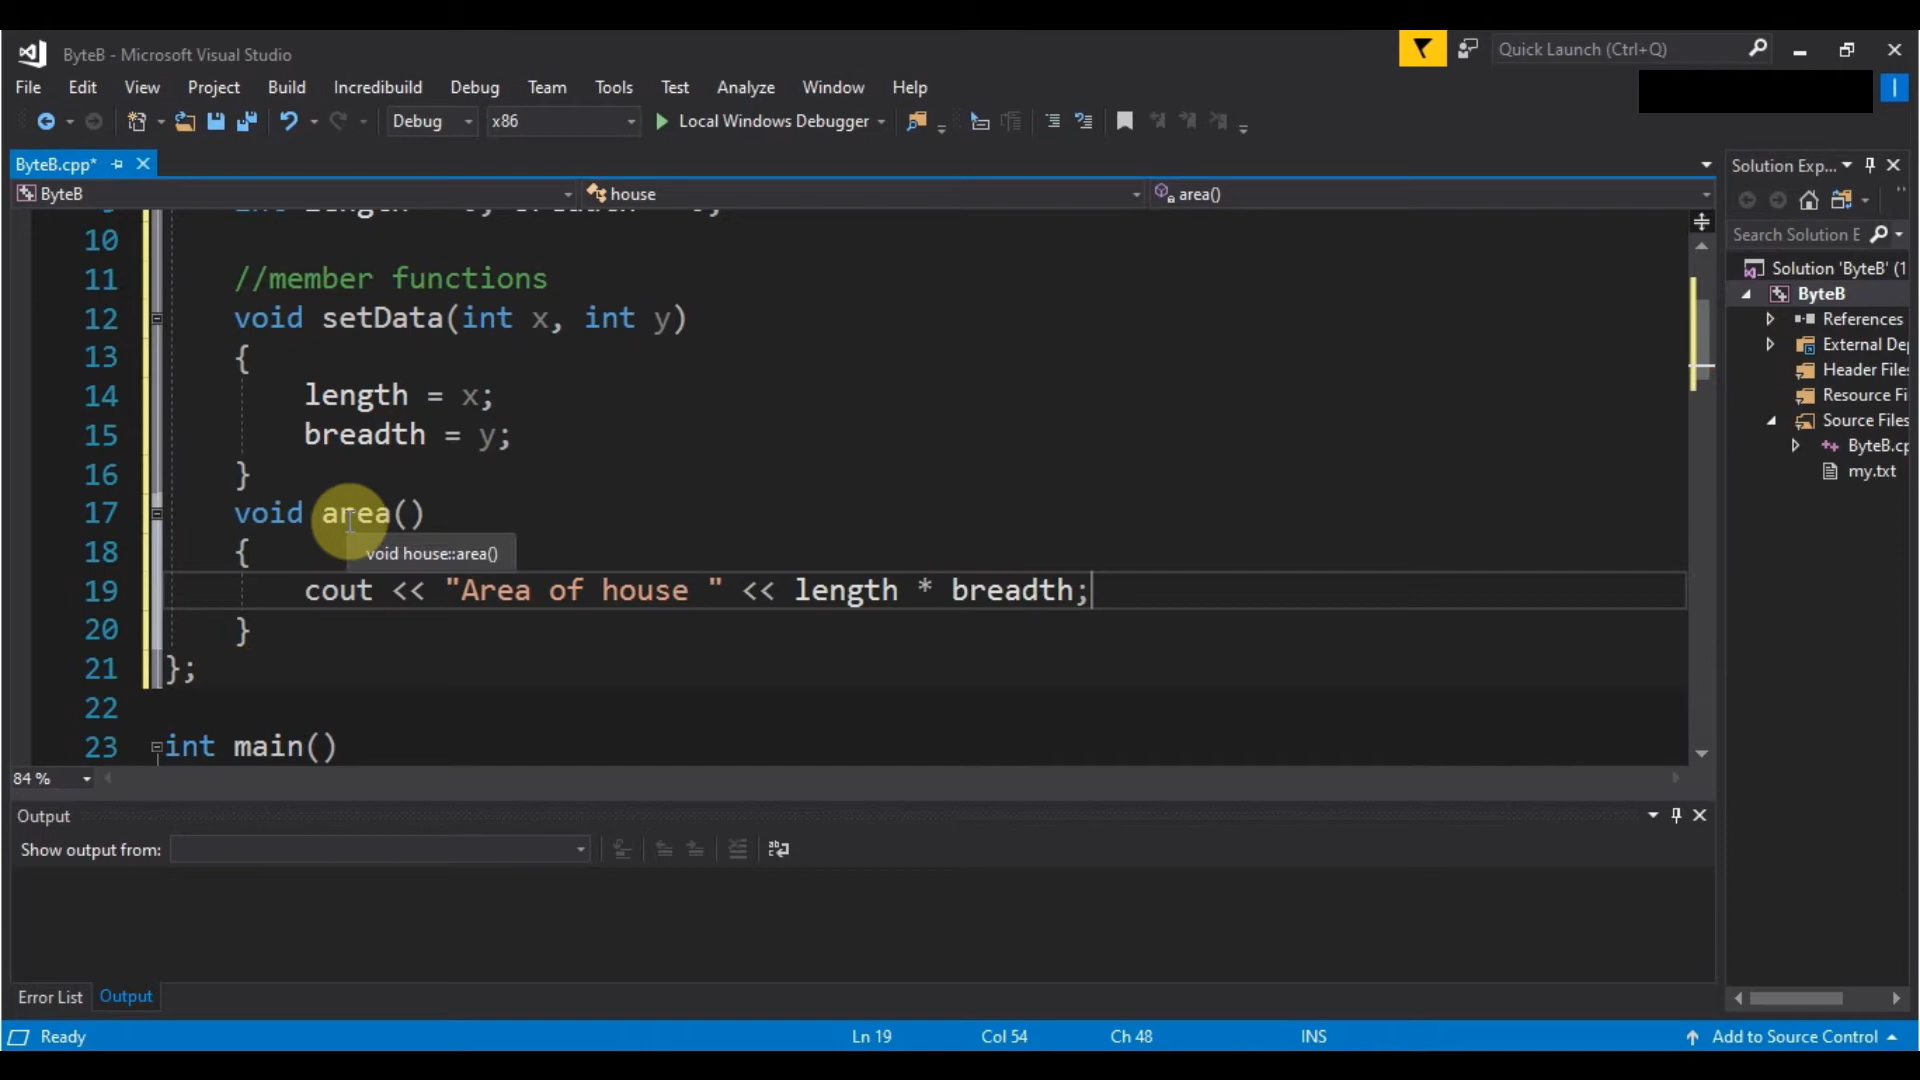 ByteB - Microsoft Visual Studio
Quick Launch (Ctrl+Q)
File Edit View Project Build Incredibuild Debug Team Tools Test Analyze Window Help
Debug x86 Local Windows Debugger
ByteB.cpp*
Solution Exp...
ByteB house area()
Search Solution E
10
11 //member functions
12 void setData(int x, int y)
13 {
14 length = x;
15 breadth = y;
16 }
17 void area()
void house::area()
18 {
19 cout << "Area of house " << length * breadth;
20 }
21 };
22
23 int main()
Solution 'ByteB' (1
ByteB
References
External De
Header Files
Resource Fi
Source Files
ByteB.cp
my.txt
84 %
Output
Show output from:
Error List Output
Ready Ln 19 Col 54 Ch 48 INS Add to Source Control